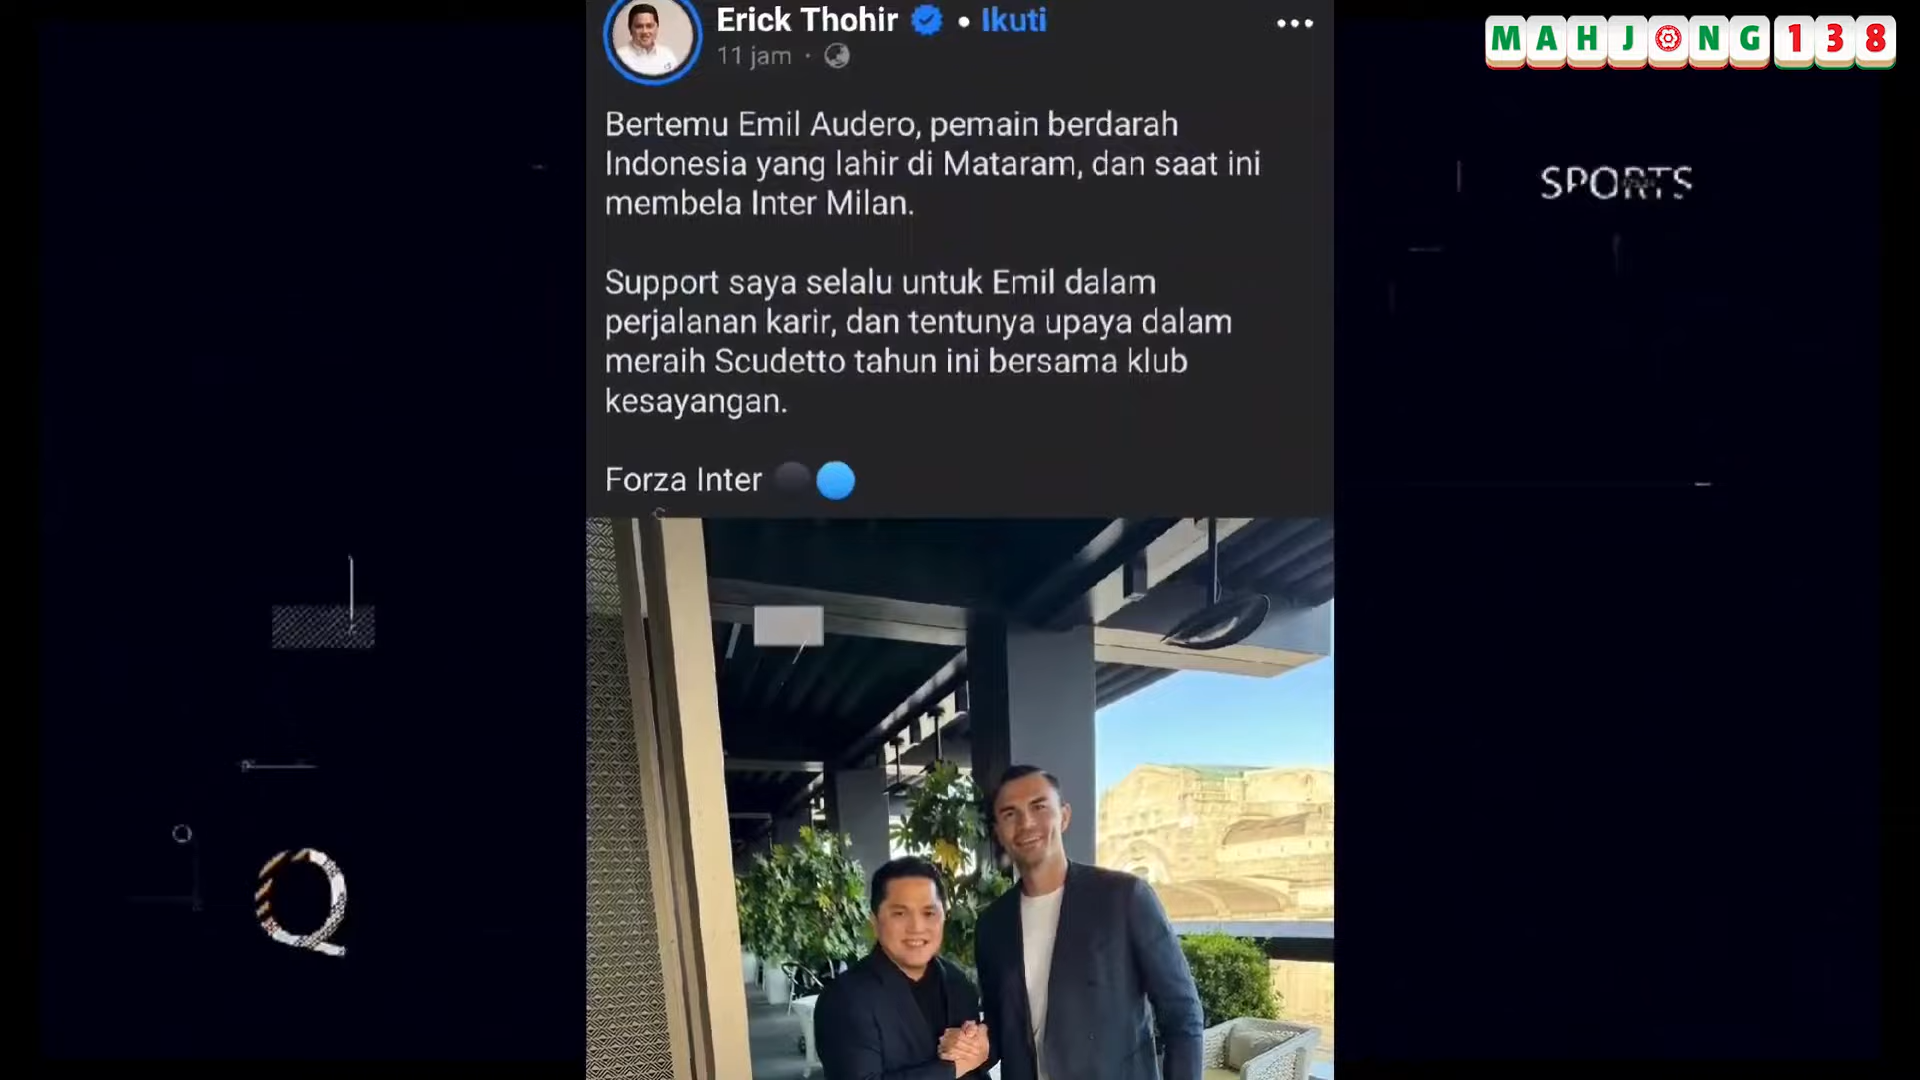 Erick Thohir • Ikuti
11 jam ·
MAHJONG138
Bertemu Emil Audero, pemain berdarah
Indonesia yang lahir di Mataram, dan saat ini
membela Inter Milan.
SPORTS
Support saya selalu untuk Emil dalam
perjalanan karir, dan tentunya upaya dalam
meraih Scudetto tahun ini bersama klub
kesayangan.
Forza Inter
Q